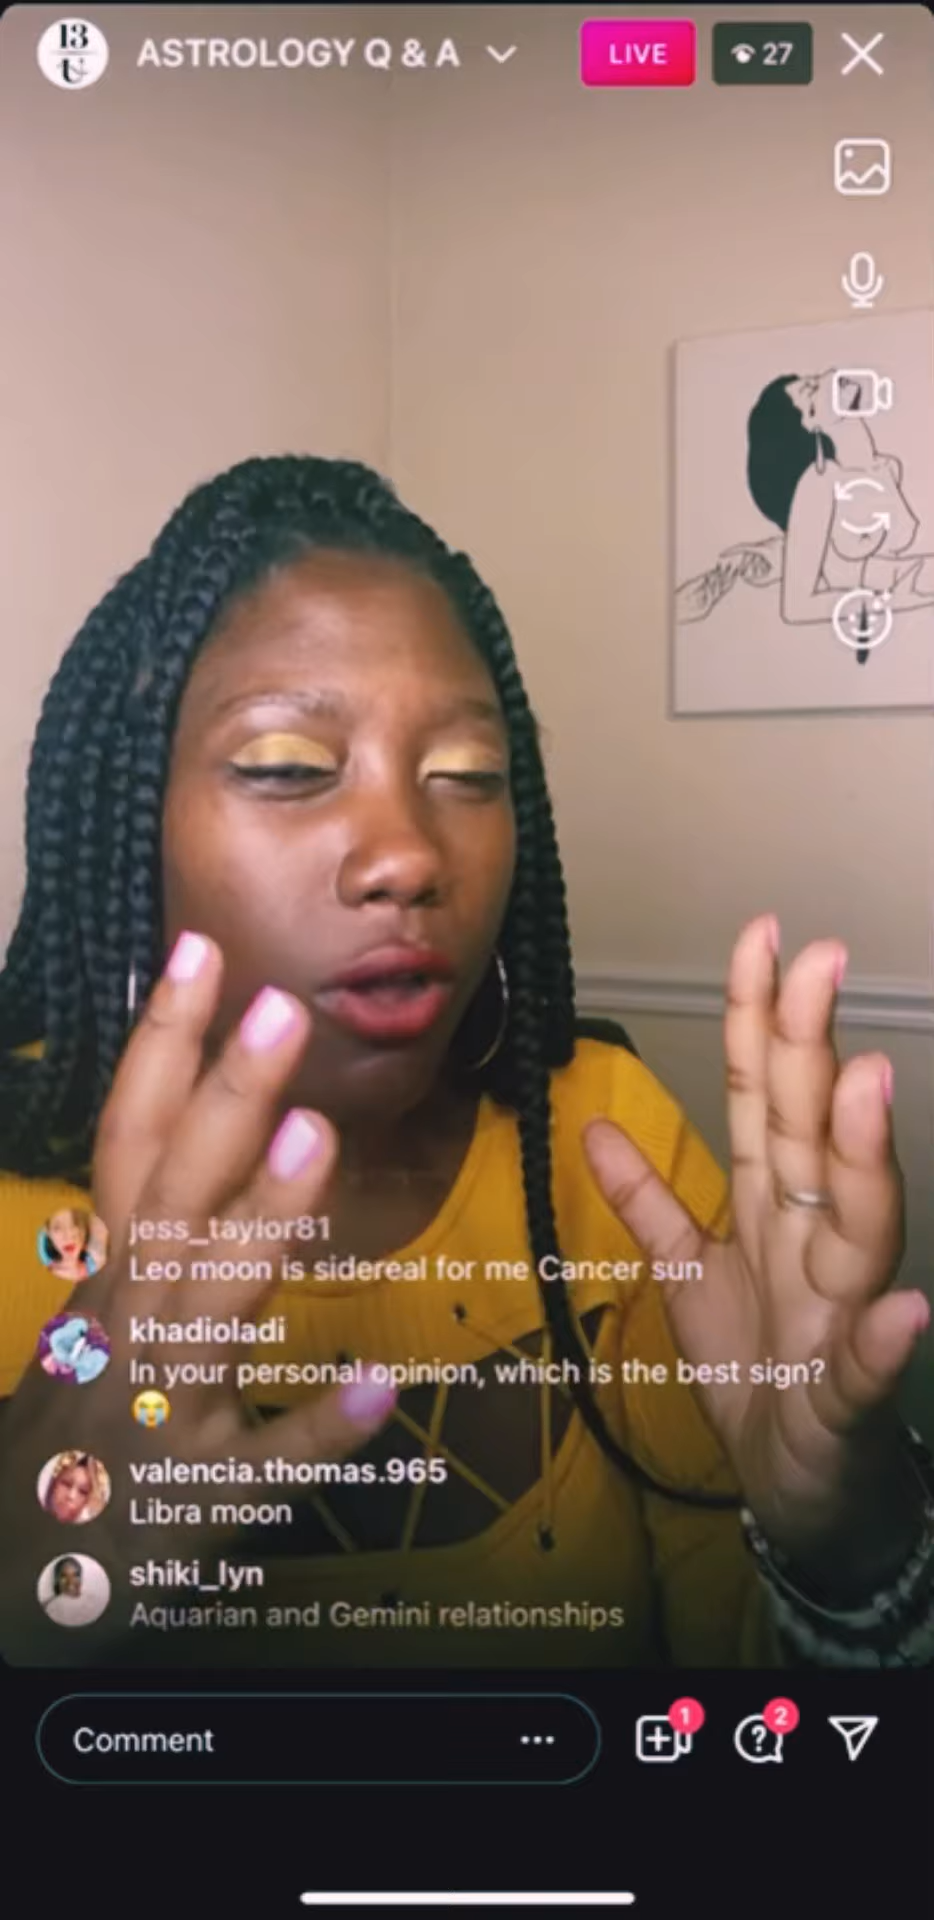 13
ASTROLOGY Q & A
LIVE
27
jess_taylor81
Leo moon is sidereal for me Cancer sun
khadioladi
In your personal opinion, which is the best sign?
😭
valencia.thomas.965
Libra moon
shiki_lyn
Aquarian and Gemini relationships
Comment
1
2